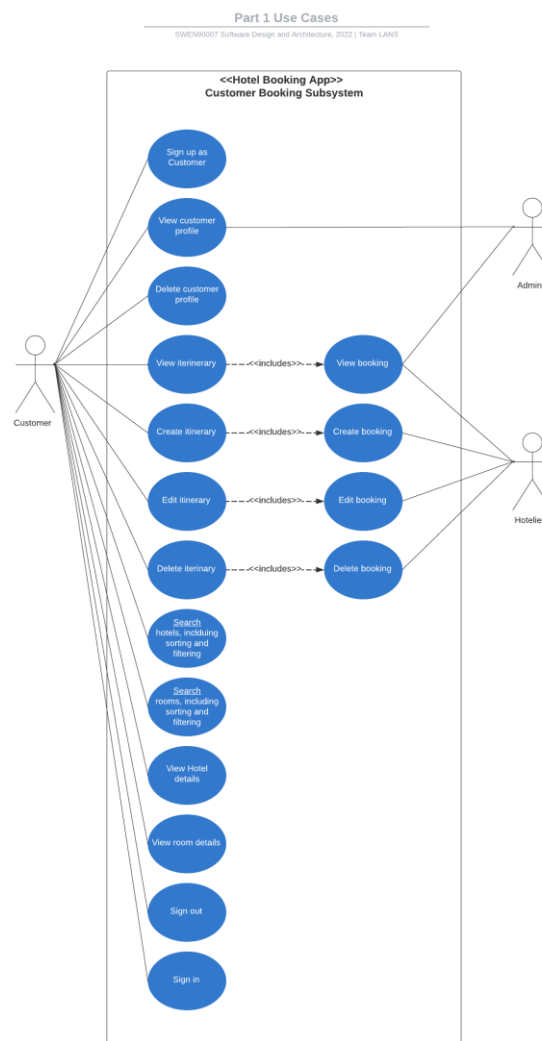 Part 1 Use Cases
SWEN90007 Software Design and Architecture, 2022 | Team LANS
<<Hotel Booking App>>
Customer Booking Subsystem
Sign up as
Customer
View customer
profile
Admin
Delete customer
profile
Customer
View iterinerary
<<includes>>
View booking
Create itinerary
<<includes>>
Create booking
Hotelie
Edit itinerary
<<includes>>
Edit booking
Delete iterinary
<<includes>>
Delete booking
Search
hotels, inclduing
sorting and
filtering
Search
rooms, including
sorting and
filtering
View Hotel
details
View room details
Sign out
Sign in